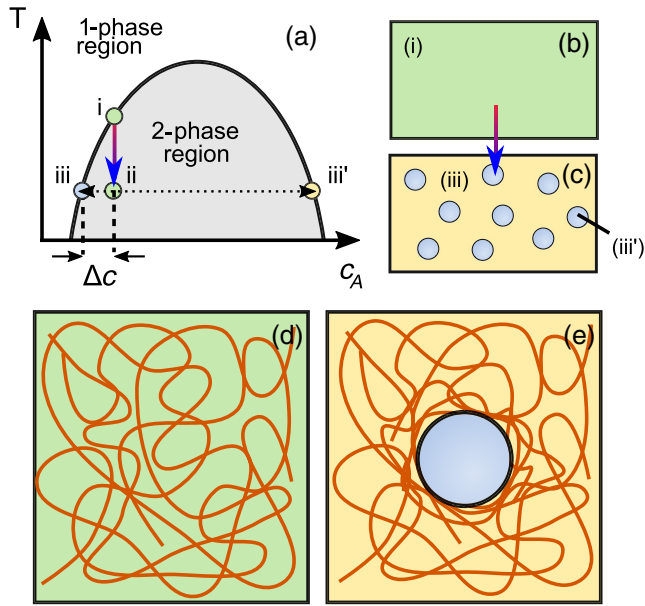 T
1-phase
region
(a)
i
2-phase
region
iii
ii
iii'
Δc
c_A
(i)
(b)
(iii)
(c)
(iii')
(d)
(e)